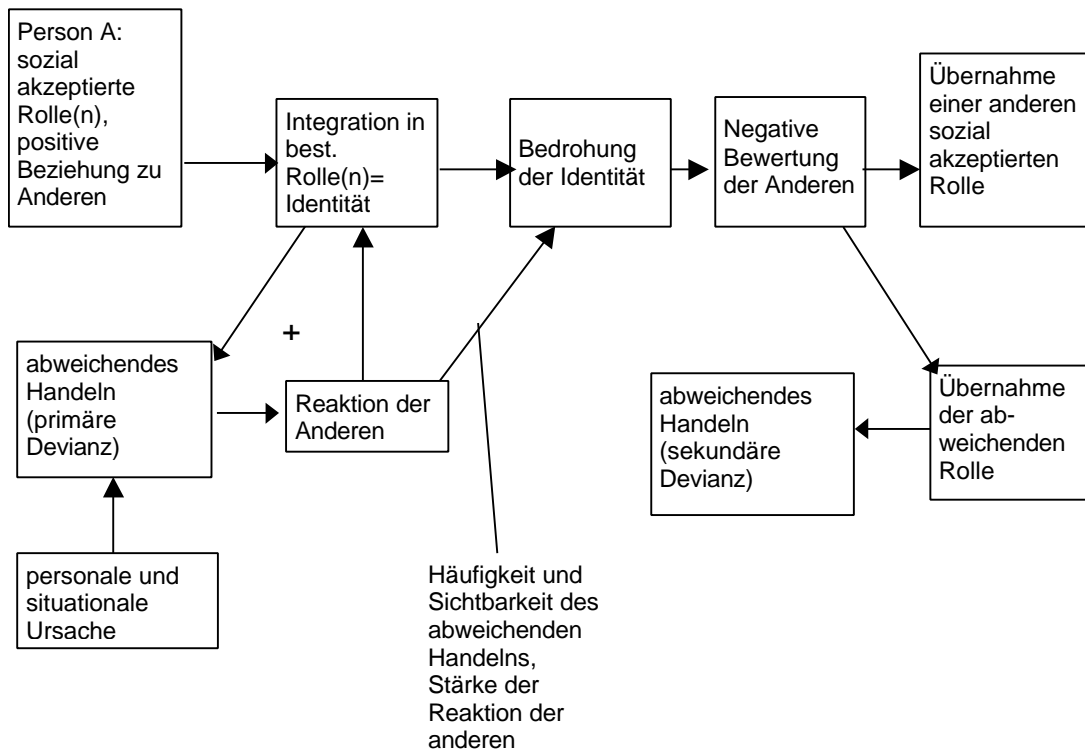 Person A:
sozial
akzeptierte
Rolle(n),
positive
Beziehung zu
Anderen
Integration in
best.
Rolle(n)=
Identität
Bedrohung
der Identität
Negative
Bewertung
der Anderen
Übernahme
einer anderen
sozial
akzeptierten
Rolle
+
abweichendes
Handeln
(primäre
Devianz)
Reaktion der
Anderen
abweichendes
Handeln
(sekundäre
Devianz)
Übernahme
der ab-
weichenden
Rolle
personale und
situationale
Ursache
Häufigkeit und
Sichtbarkeit des
abweichenden
Handelns,
Stärke der
Reaktion der
anderen